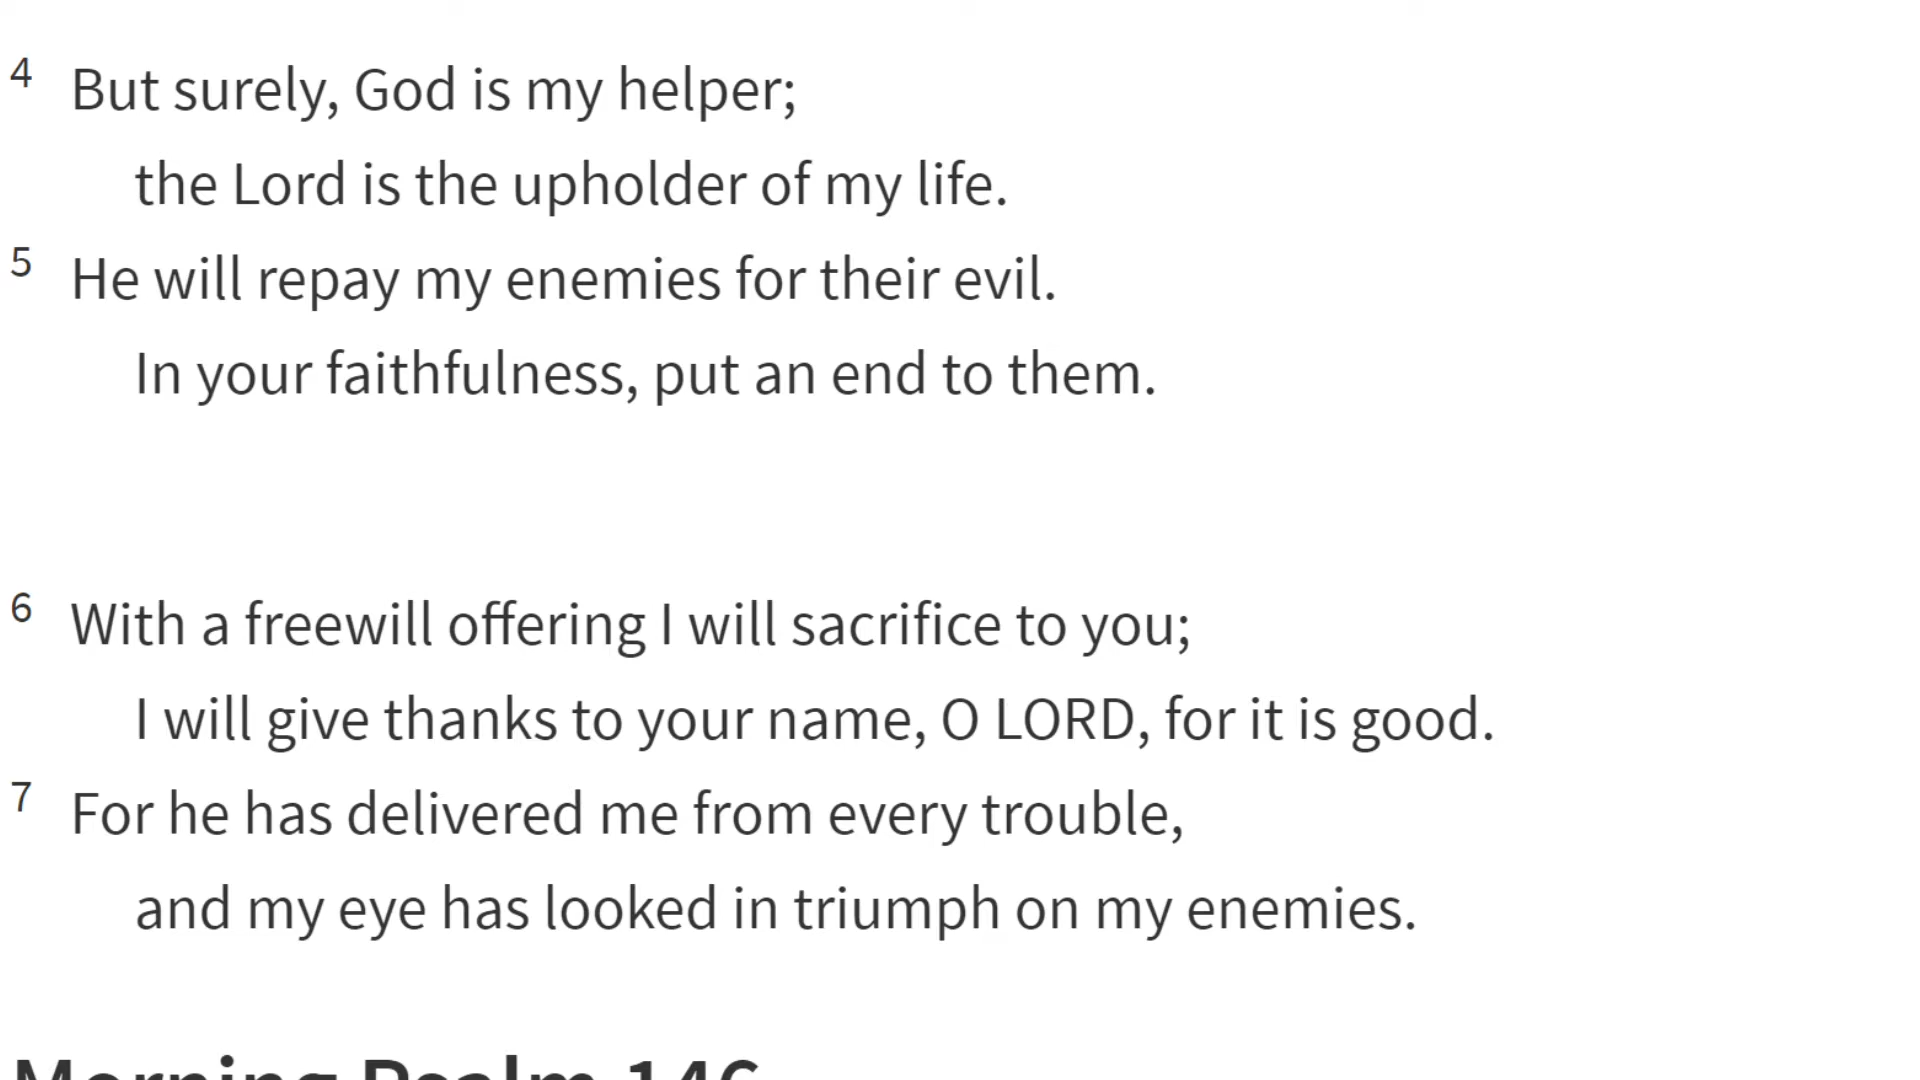 4 But surely, God is my helper;
the Lord is the upholder of my life.
5 He will repay my enemies for their evil.
In your faithfulness, put an end to them.
6 With a freewill offering I will sacrifice to you;
I will give thanks to your name, O LORD, for it is good.
7 For he has delivered me from every trouble,
and my eye has looked in triumph on my enemies.
Morning Psalm 146